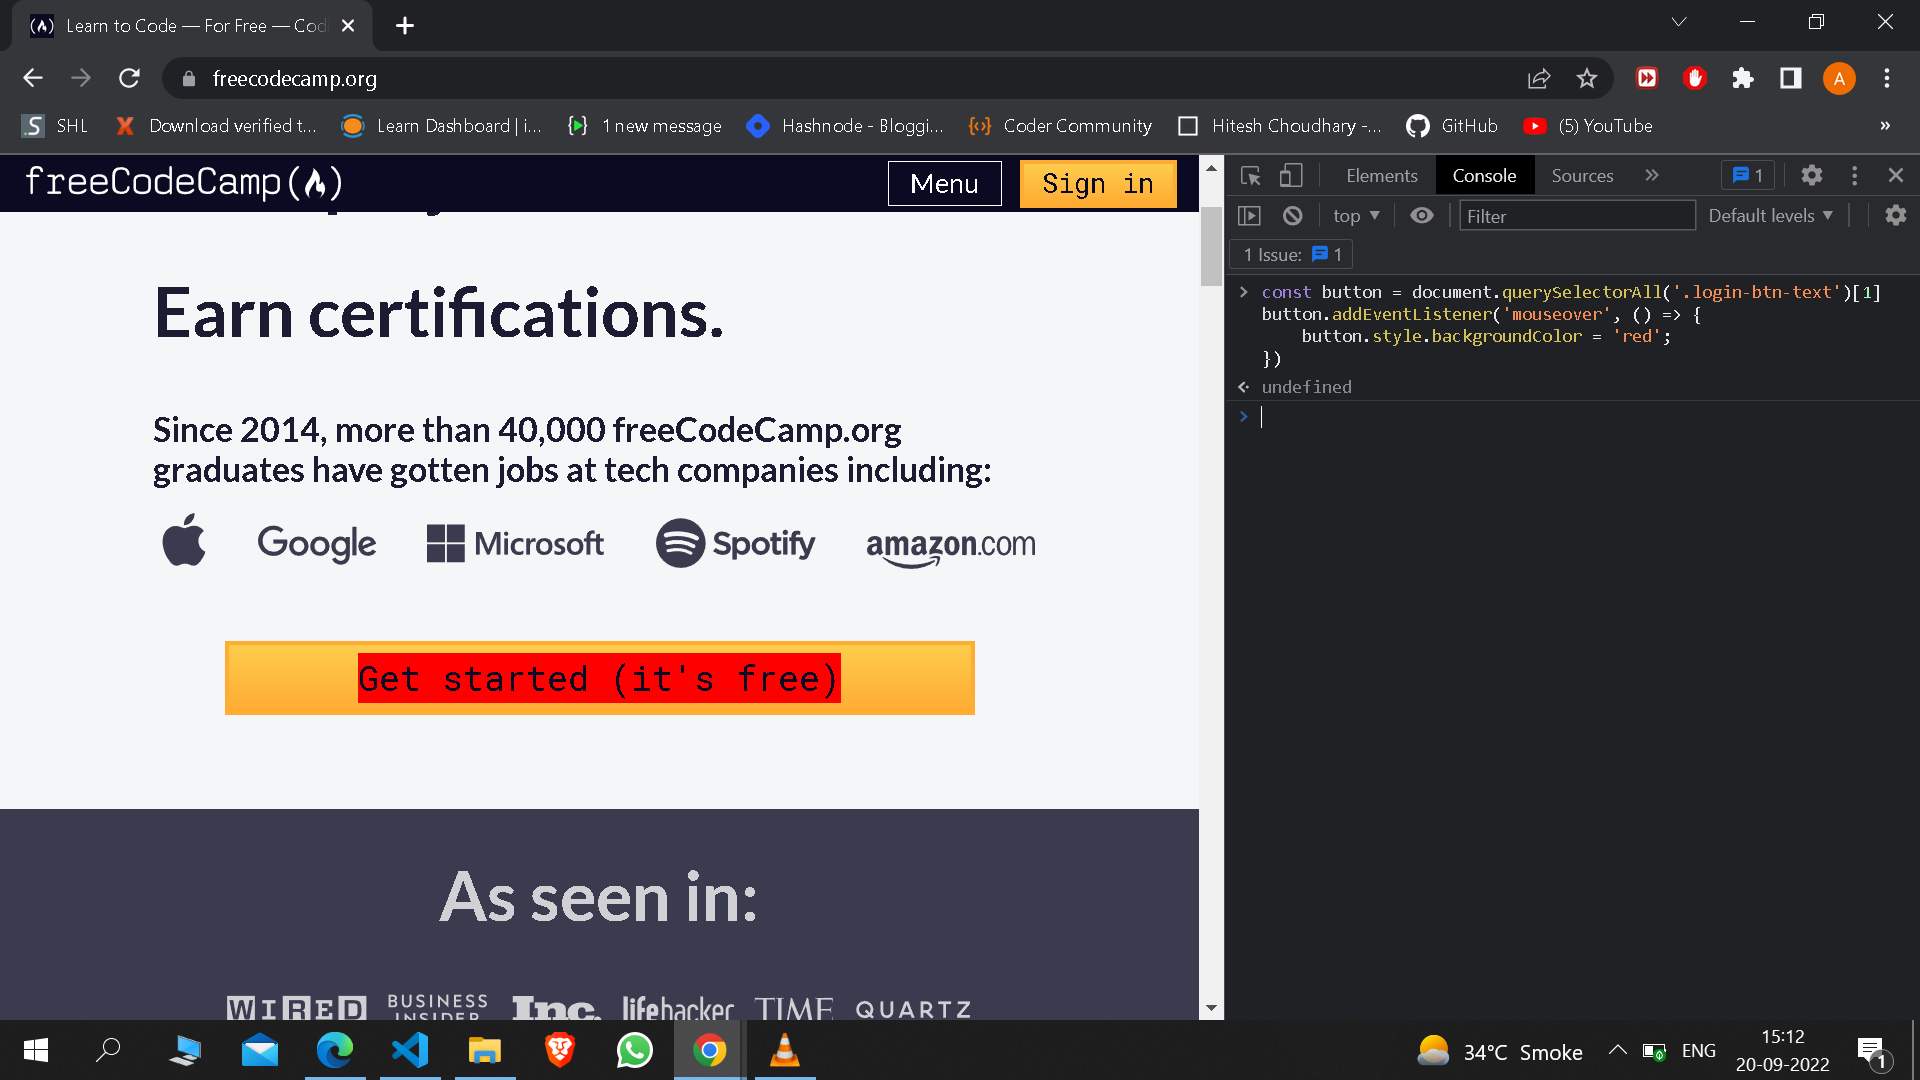 Learn to Code — For Free — Cod
freecodecamp.org
A
SHL
Download verified t...
Learn Dashboard | i...
1 new message
Hashnode - Bloggi...
Coder Community
Hitesh Choudhary -...
GitHub
(5) YouTube
»
freeCodeCamp
Menu
Sign in
Earn certifications.
Since 2014, more than 40,000 freeCodeCamp.org
graduates have gotten jobs at tech companies including:
Google
Microsoft
Spotify
amazon.com
Get started (it's free)
As seen in:
WIRED
BUSINESS
INSIDER
Inc.
lifehacker
TIME
QUARTZ
Elements
Console
Sources
»
1
top
Filter
Default levels
1 Issue: 1
const button = document.querySelectorAll('.login-btn-text')[1]
button.addEventListener('mouseover', () => {
button.style.backgroundColor = 'red';
})
undefined
34°C Smoke
ENG
15:12
20-09-2022
1